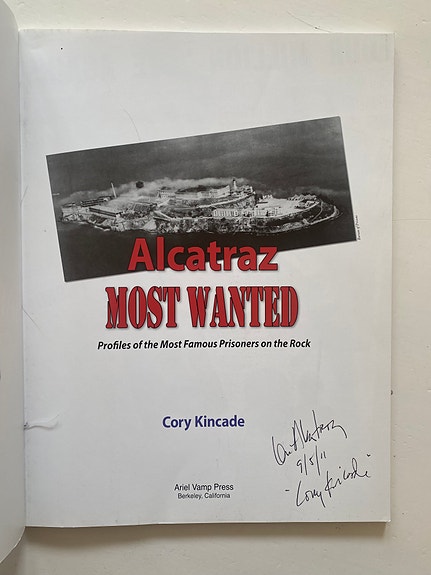 Alcatraz
MOST WANTED
Profiles of the Most Famous Prisoners on the Rock
Cory Kincade
9/5/11
"Cory Kincade"
Ariel Vamp Press
Berkeley, California